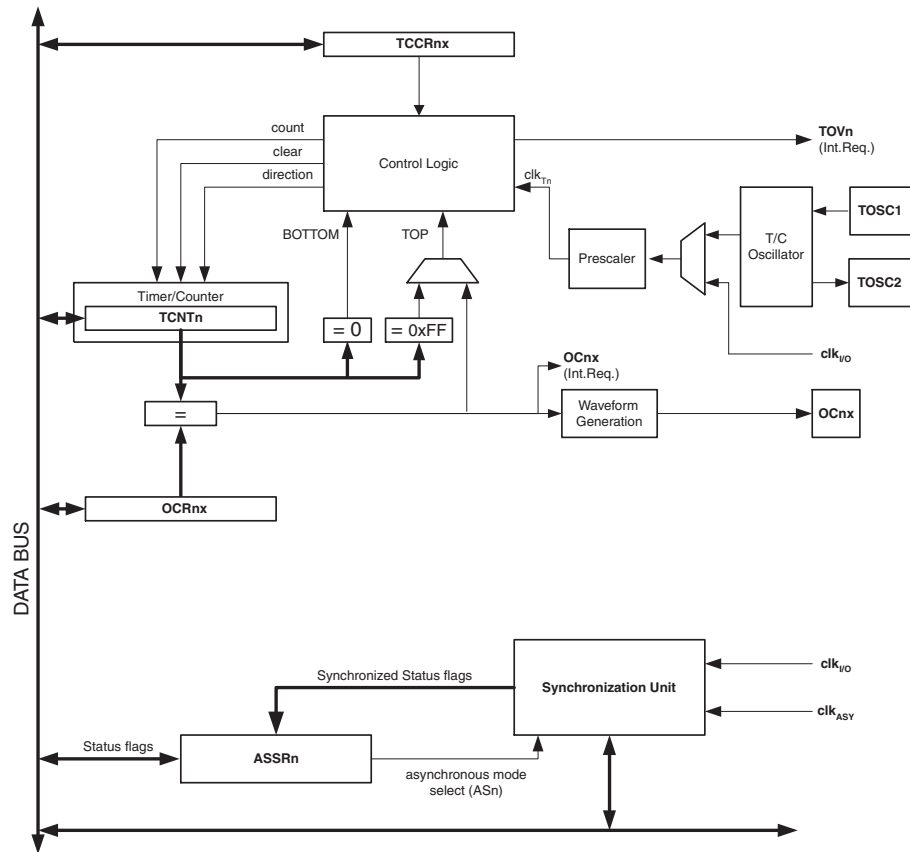 TCCRnx
count
clear
direction
Control Logic
TOVn
(Int.Req.)
clkTn
BOTTOM
TOP
TOSC1
T/C
Oscillator
Prescaler
TOSC2
Timer/Counter
TCNTn
= 0
= 0xFF
clkI/O
OCnx
(Int.Req.)
=
Waveform
Generation
OCnx
OCRnx
DATA BUS
Synchronized Status flags
Synchronization Unit
clkI/O
clkASY
Status flags
ASSRn
asynchronous mode
select (ASn)